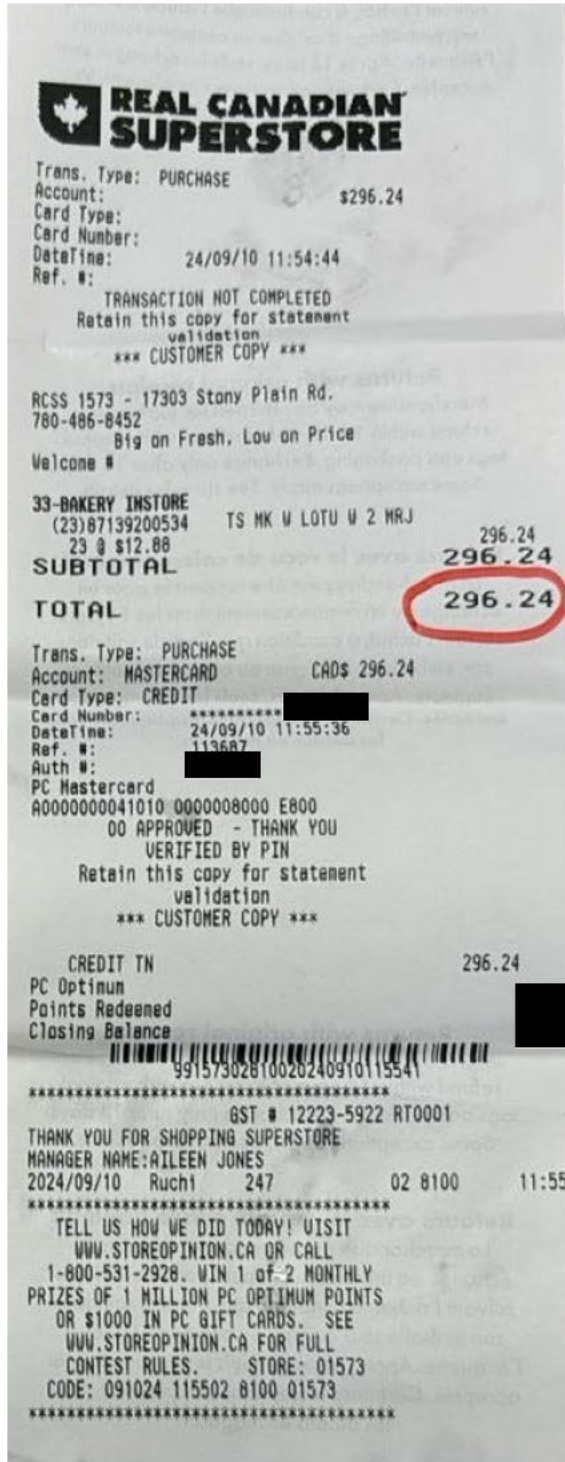 REAL CANADIAN
SUPERSTORE
Trans. Type: PURCHASE
Account: $296.24
Card Type:
Card Number:
DateTime: 24/09/10 11:54:44
Ref. #:
TRANSACTION NOT COMPLETED
Retain this copy for statement
validation
*** CUSTOMER COPY ***
RCSS 1573 - 17303 Stony Plain Rd.
780-486-8452
Big on Fresh, Low on Price
Welcome #
33-BAKERY INSTORE
(23)87139200534 TS MK W LOTU W 2 MRJ
23 @ $12.88 296.24
SUBTOTAL 296.24
TOTAL 296.24
Trans. Type: PURCHASE
Account: MASTERCARD CAD$ 296.24
Card Type: CREDIT
Card Number: **********
DateTime: 24/09/10 11:55:36
Ref. #: 113687
Auth #:
PC Mastercard
A0000000041010 0000008000 E800
00 APPROVED - THANK YOU
VERIFIED BY PIN
Retain this copy for statement
validation
*** CUSTOMER COPY ***
CREDIT TN 296.24
PC Optimum
Points Redeemed
Closing Balance
9915730281002024091011554
***************************************
GST # 12223-5922 RT0001
THANK YOU FOR SHOPPING SUPERSTORE
MANAGER NAME:AILEEN JONES
2024/09/10 Ruchi 247 02 8100 11:55
***************************************
TELL US HOW WE DID TODAY! VISIT
WWW.STOREOPINION.CA OR CALL
1-800-531-2928. WIN 1 of 2 MONTHLY
PRIZES OF 1 MILLION PC OPTIMUM POINTS
OR $1000 IN PC GIFT CARDS. SEE
WWW.STOREOPINION.CA FOR FULL
CONTEST RULES. STORE: 01573
CODE: 091024 115502 8100 01573
***************************************